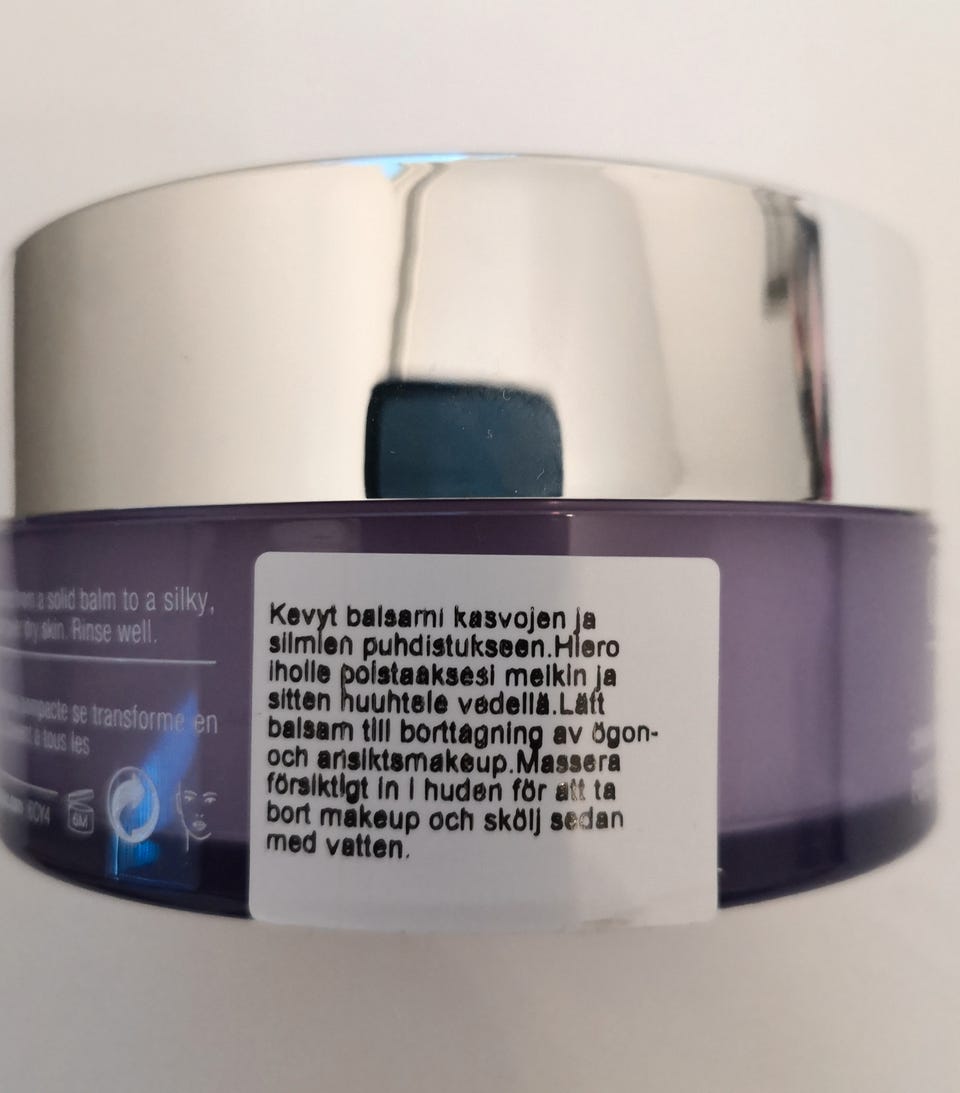 a solid balm to a silky,
dry skin. Rinse well.
se transforme en
à tous les
6M
Kevyt balsami kasvojen ja
silmien puhdistukseen.Hiero
iholle poistaaksesi meikin ja
sitten huuhtele vedellä.Lätt
balsam till borttagning av ögon-
och ansiktsmakeup.Massera
försiktigt in i huden för att ta
bort makeup och skölj sedan
med vatten.